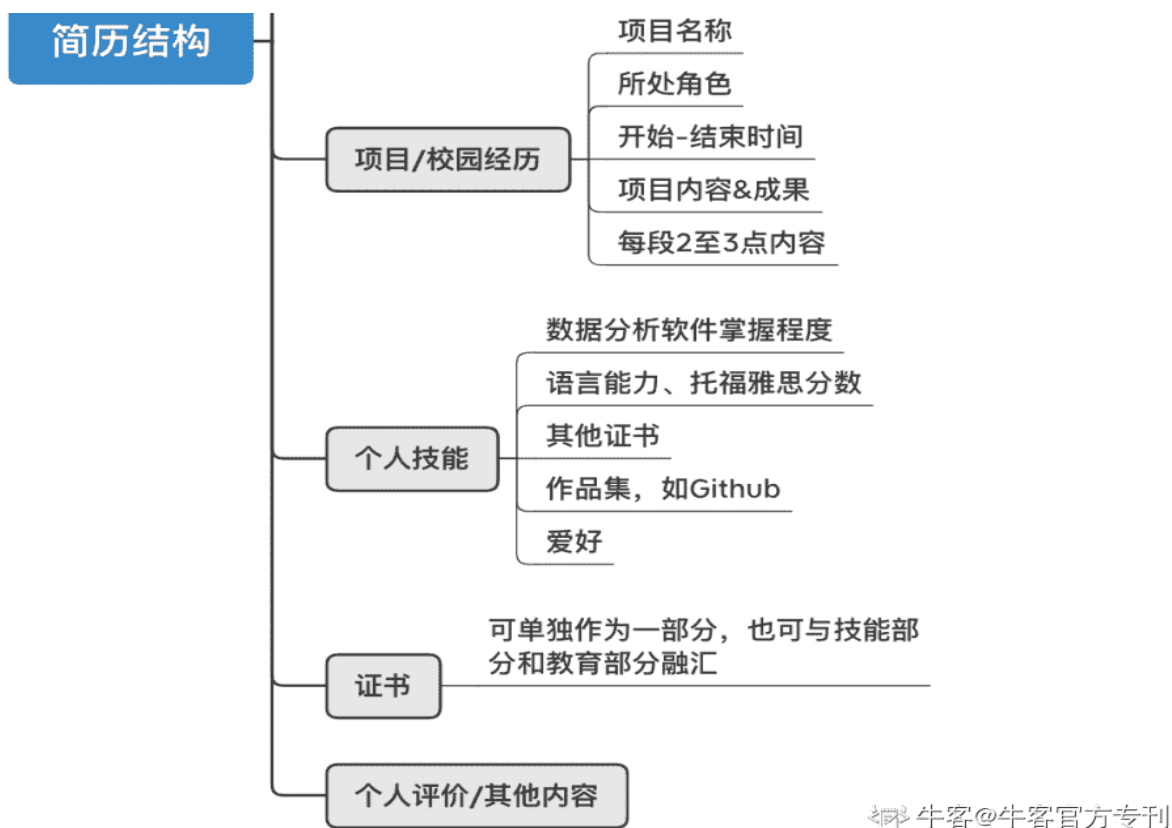 简历结构
项目/校园经历
项目名称
所处角色
开始-结束时间
项目内容&成果
每段2至3点内容
个人技能
数据分析软件掌握程度
语言能力、托福雅思分数
其他证书
作品集，如Github
爱好
证书
可单独作为一部分，也可与技能部
分和教育部分融汇
个人评价/其他内容
牛客@牛客官方专刊